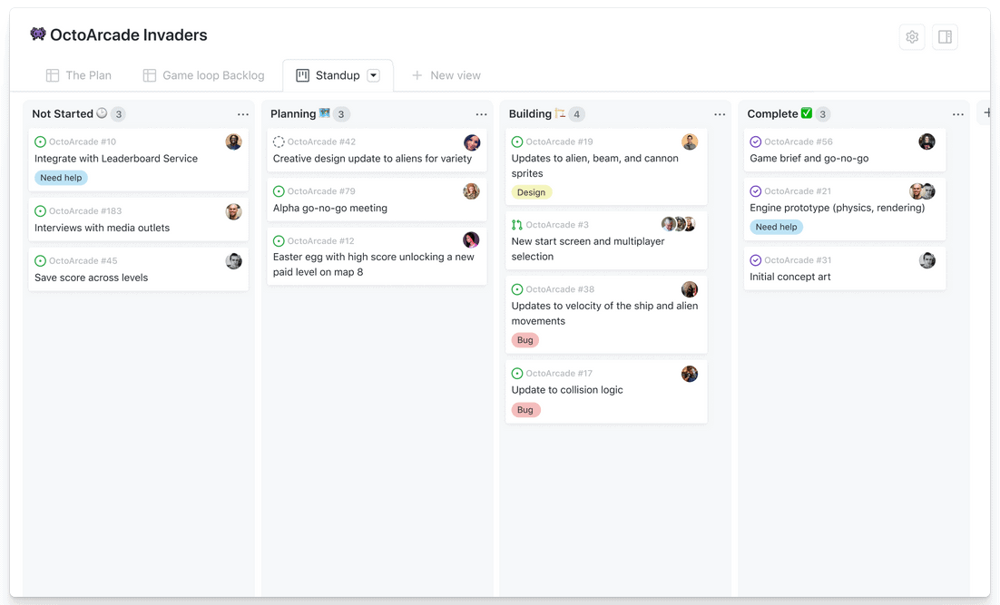 OctoArcade Invaders
The Plan
Game loop Backlog
Standup
New view
Not Started 3
OctoArcade #10
Integrate with Leaderboard Service
Need help
OctoArcade #183
Interviews with media outlets
OctoArcade #45
Save score across levels
Planning 3
OctoArcade #42
Creative design update to aliens for variety
OctoArcade #79
Alpha go-no-go meeting
OctoArcade #12
Easter egg with high score unlocking a new
paid level on map 8
Building 4
OctoArcade #19
Updates to alien, beam, and cannon
sprites
Design
OctoArcade #3
New start screen and multiplayer
selection
OctoArcade #38
Updates to velocity of the ship and alien
movements
Bug
OctoArcade #17
Update to collision logic
Bug
Complete 3
OctoArcade #56
Game brief and go-no-go
OctoArcade #21
Engine prototype (physics, rendering)
Need help
OctoArcade #31
Initial concept art